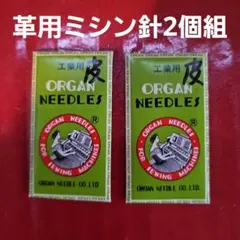 革用ミシン針2個組
工業用
皮
ORGAN
NEEDLES
ORGAN NEEDLES
®
FOR SEWING MACHINES
ORGAN NEEDLE CO.,LTD.
工業用
皮
ORGAN
NEEDLES
ORGAN NEEDLES
®
FOR SEWING MACHINES
ORGAN NEEDLE CO.,LTD.